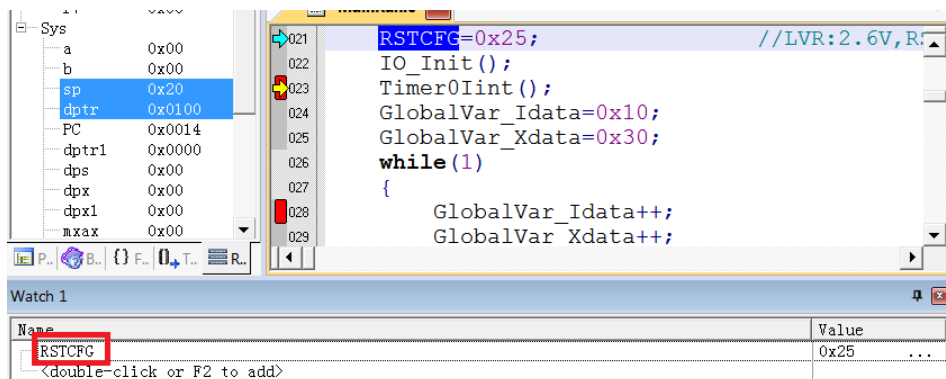 Sys
a 0x00
b 0x00
sp 0x20
dptr 0x0100
PC 0x0014
dptr1 0x0000
dps 0x00
dpx 0x00
dpx1 0x00
mxax 0x00
P.. B.. {} F.. 0 T.. R..
021 RSTCFG=0x25; //LVR:2.6V,RS
022 IO_Init();
023 Timer0Iint();
024 GlobalVar_Idata=0x10;
025 GlobalVar_Xdata=0x30;
026 while(1)
027 {
028 GlobalVar_Idata++;
029 GlobalVar_Xdata++;
Watch 1
Name Value
RSTCFG 0x25 ...
<double-click or F2 to add>